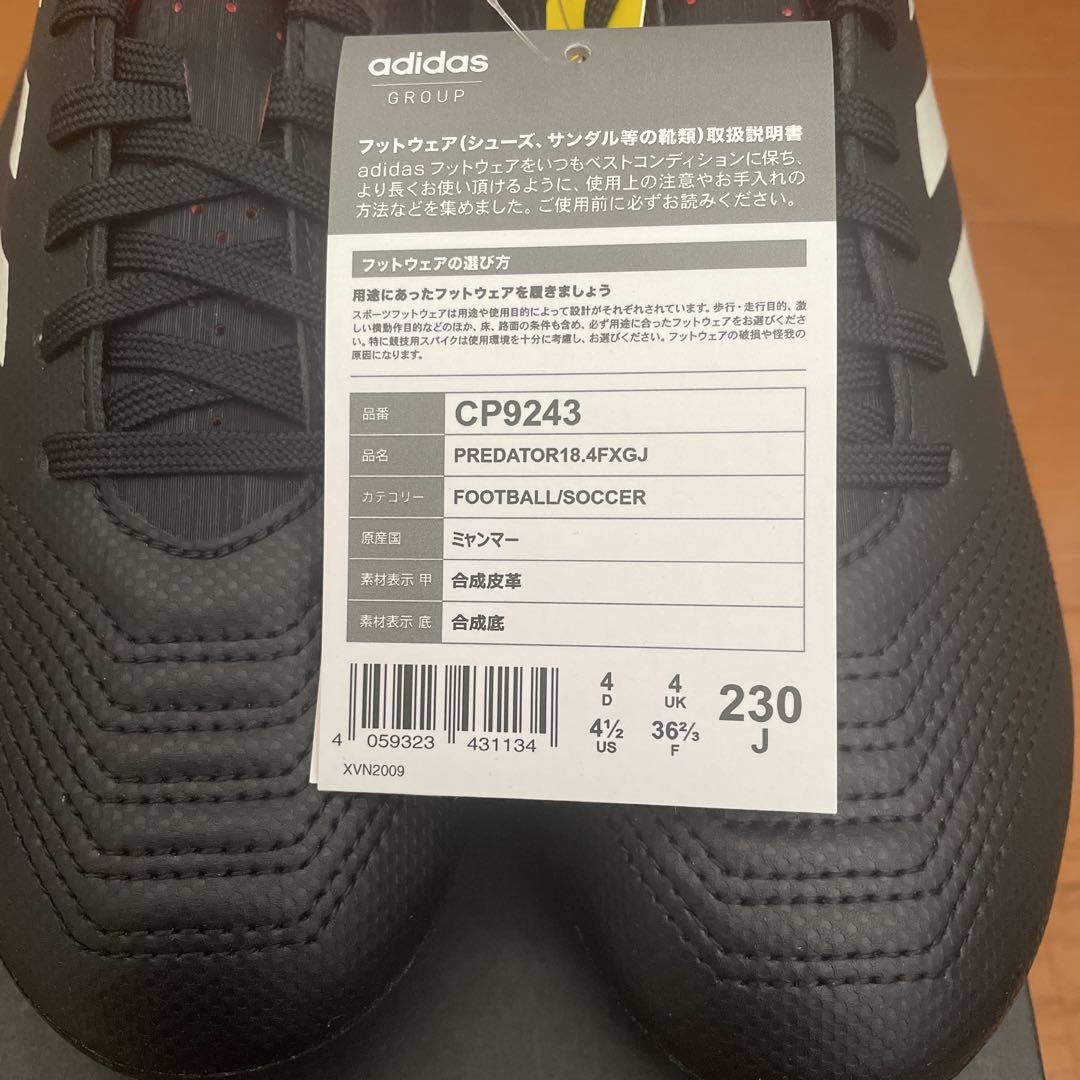 adidas
GROUP
フットウェア(シューズ、サンダル等の靴類)取扱説明書
adidas フットウェアをいつもベストコンディションに保ち、
より長くお使い頂けるように、使用上の注意やお手入れの
方法などを集めました。ご使用前に必ずお読みください。
フットウェアの選び方
用途にあったフットウェアを履きましょう
スポーツフットウェアは用途や使用目的によって設計がそれぞれされています。歩行・走行目的、激
しい横動作目的などのほか、床、路面の条件も含め、必ず用途に合ったフットウェアをお選びくださ
い。特に競技用スパイクは使用環境を十分に考慮し、お選びください。フットウェアの破損や怪我の
原因になります。
品番 CP9243
品名 PREDATOR18.4FXGJ
カテゴリー FOOTBALL/SOCCER
原産国 ミャンマー
素材表示 甲 合成皮革
素材表示 底 合成底
4 059323 431134
XVN2009
4 4 230
D UK J
4½ 36⅔
US F